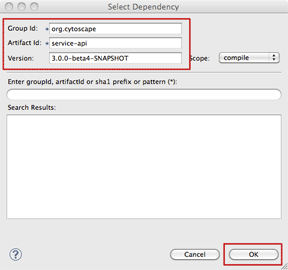 Select Dependency
Group Id: * org.cytoscape
Artifact Id: * service-api
Version: 3.0.0-beta4-SNAPSHOT Scope: compile
Enter groupId, artifactId or sha1 prefix or pattern (*):
Search Results:
? Cancel OK